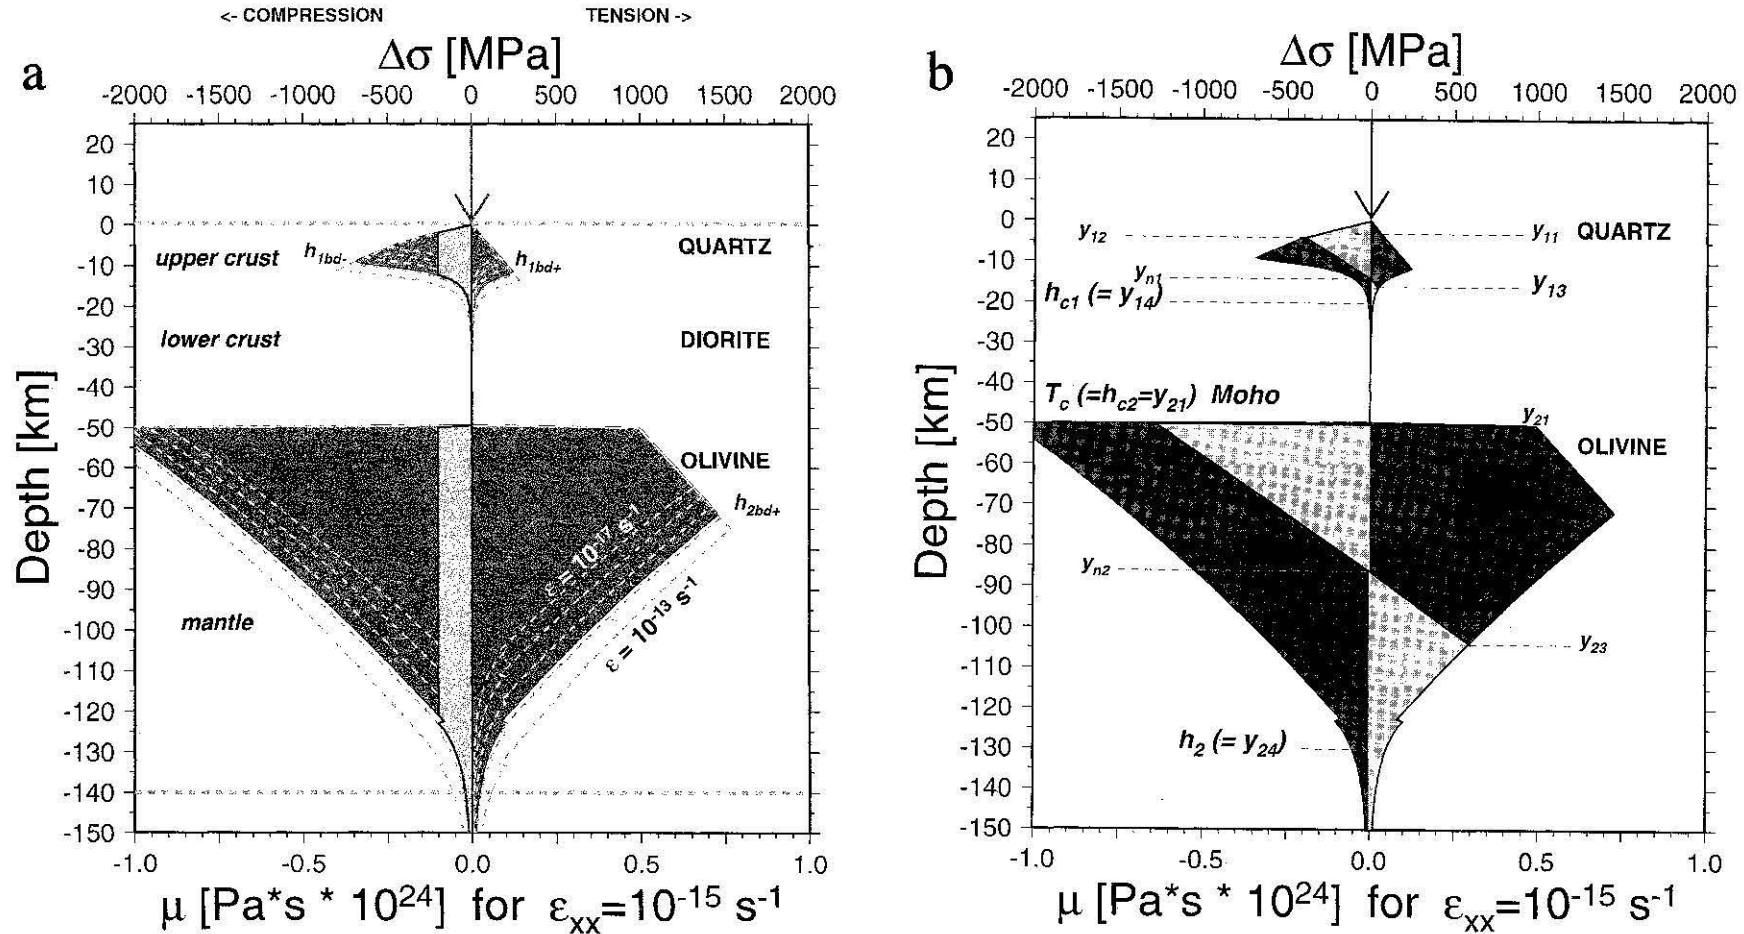 <- COMPRESSION TENSION ->
a
Δσ [MPa]
-2000 -1500 -1000 -500 0 500 1000 1500 2000
Depth [km]
20
10
0
-10
-20
-30
-40
-50
-60
-70
-80
-90
-100
-110
-120
-130
-140
-150
upper crust
h1bd-
h1bd+
QUARTZ
lower crust
DIORITE
OLIVINE
h2bd+
ε = 10-17 s-1
ε = 10-13 s-1
mantle
-1.0 -0.5 0.0 0.5 1.0
μ [Pa*s * 10²⁴] for εxx=10-15 s-1
b
Δσ [MPa]
-2000 -1500 -1000 -500 0 500 1000 1500 2000
Depth [km]
20
10
0
-10
-20
-30
-40
-50
-60
-70
-80
-90
-100
-110
-120
-130
-140
-150
y12
y11 QUARTZ
yn1
hc1 (= y14)
y13
Tc (=hc2=y21) Moho
y21
OLIVINE
yn2
y23
h2 (= y24)
-1.0 -0.5 0.0 0.5 1.0
μ [Pa*s * 10²⁴] for εxx=10-15 s-1